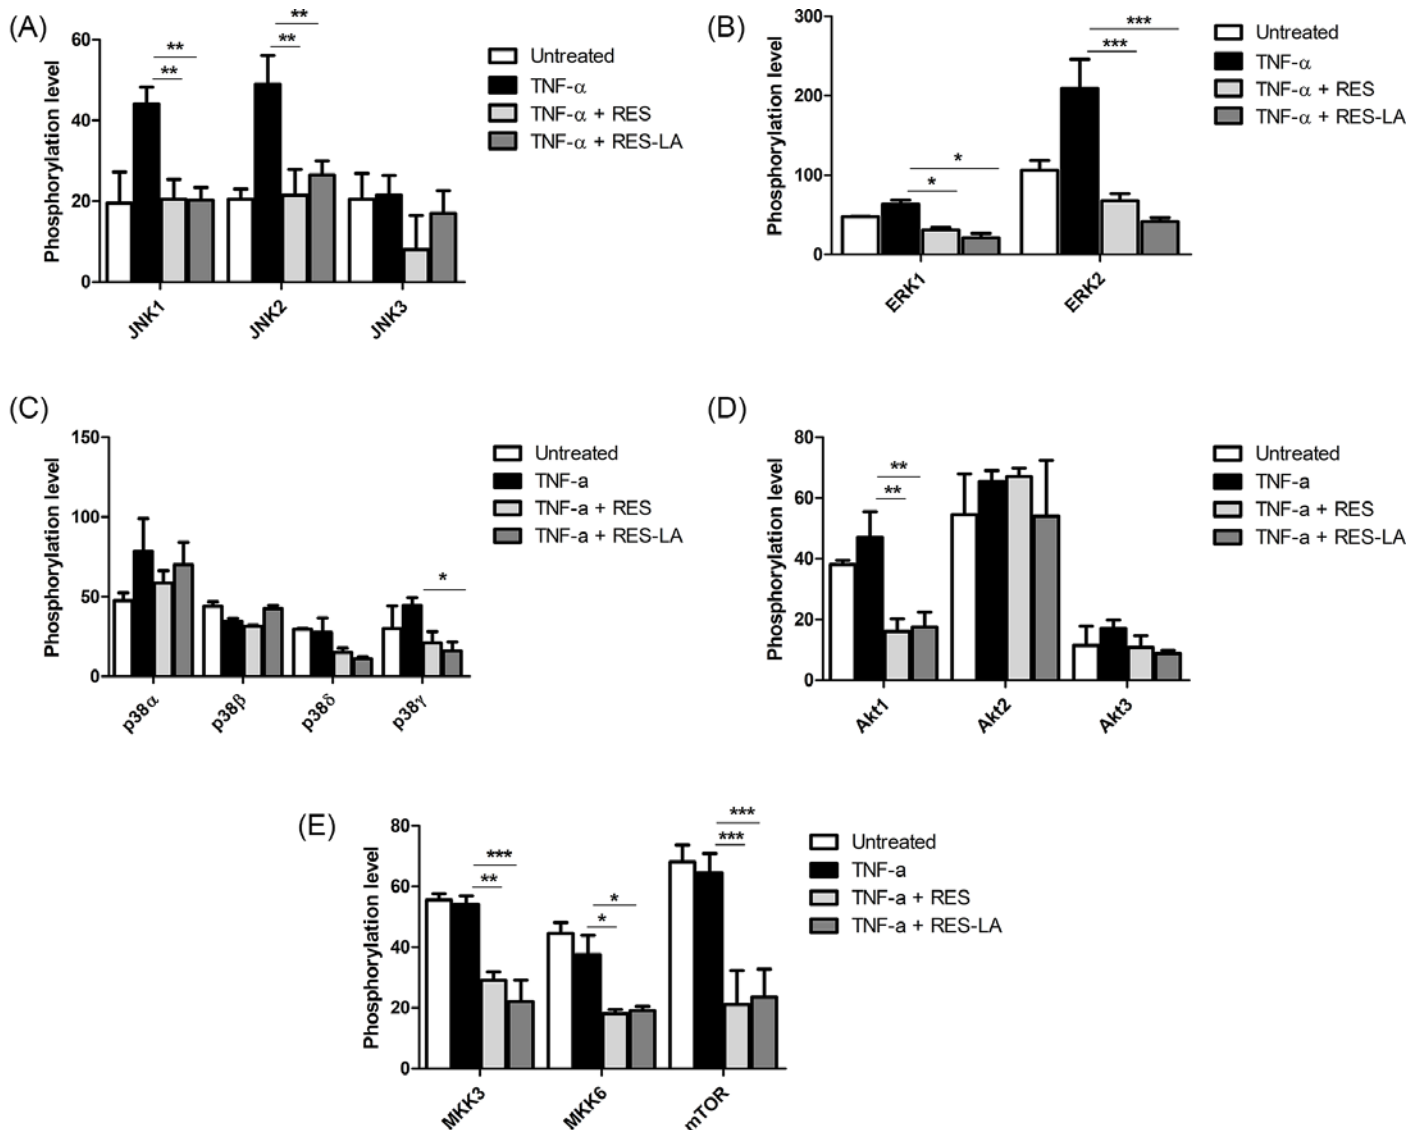 (A)
Phosphorylation level
60
40
20
0
**
**
**
**
JNK1
JNK2
JNK3
Untreated
TNF-α
TNF-α + RES
TNF-α + RES-LA
(B)
Phosphorylation level
300
200
100
0
*
*
***
***
ERK1
ERK2
Untreated
TNF-α
TNF-α + RES
TNF-α + RES-LA
(C)
Phosphorylation level
150
100
50
0
*
p38α
p38β
p38δ
p38γ
Untreated
TNF-a
TNF-a + RES
TNF-a + RES-LA
(D)
Phosphorylation level
80
60
40
20
0
**
**
Akt1
Akt2
Akt3
Untreated
TNF-a
TNF-a + RES
TNF-a + RES-LA
(E)
Phosphorylation level
80
60
40
20
0
***
**
*
*
***
***
MKK3
MKK6
mTOR
Untreated
TNF-a
TNF-a + RES
TNF-a + RES-LA